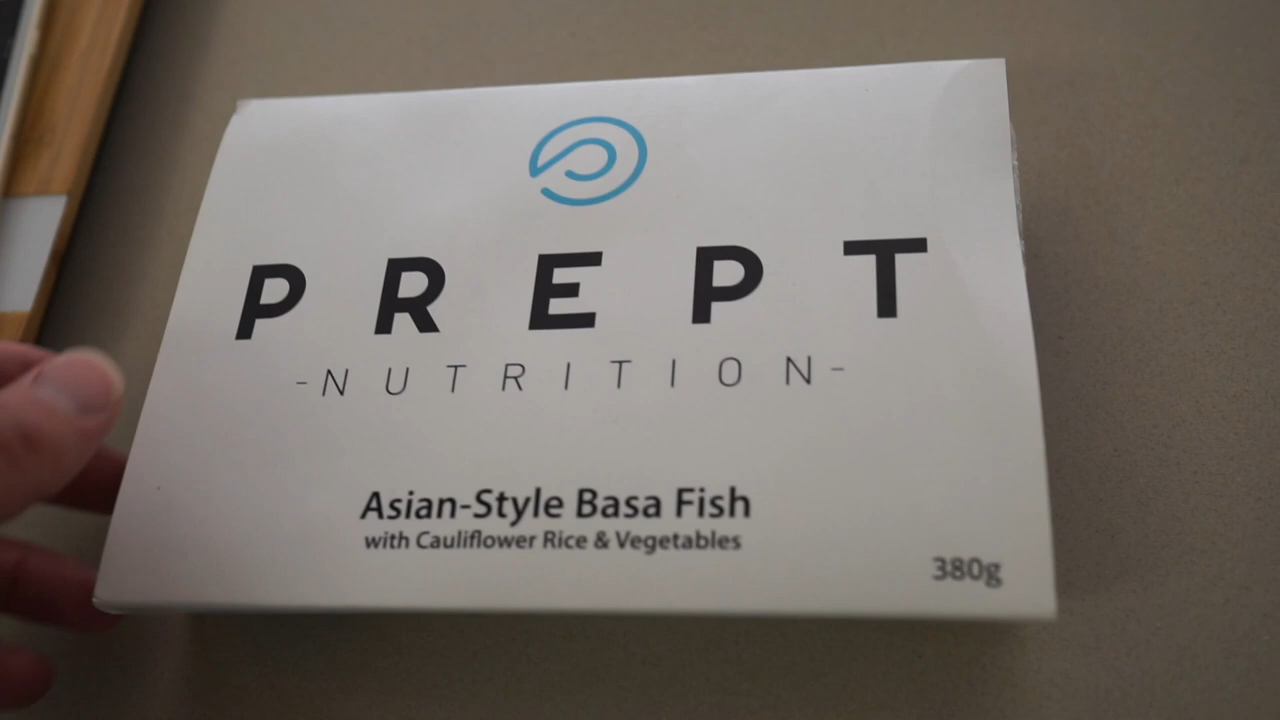 PREPT
-NUTRITION-
Asian-Style Basa Fish
with Cauliflower Rice & Vegetables
380g